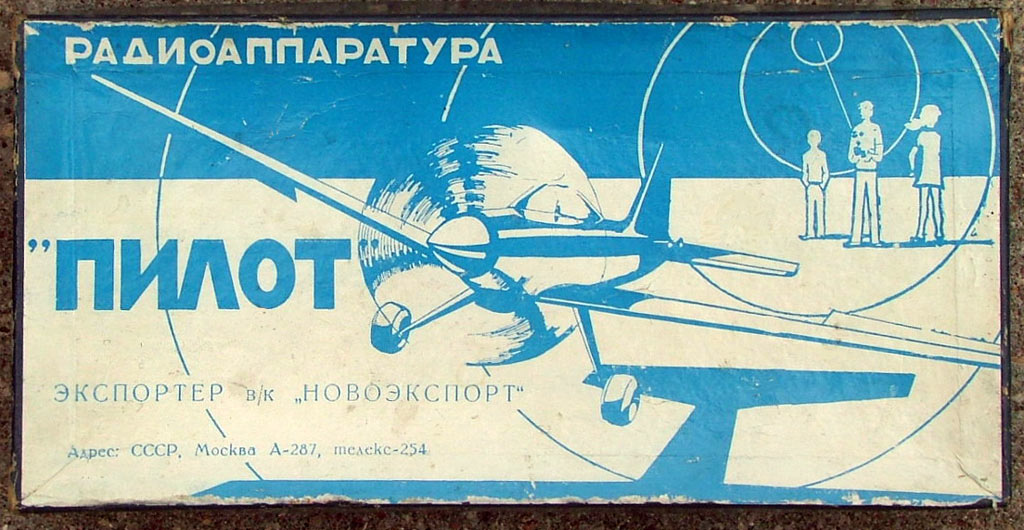 РАДИОАППАРАТУРА
"ПИЛОТ"
ЭКСПОРТЕР в/к „НОВОЭКСПОРТ“
Адрес: СССР, Москва А-287, телекс-254